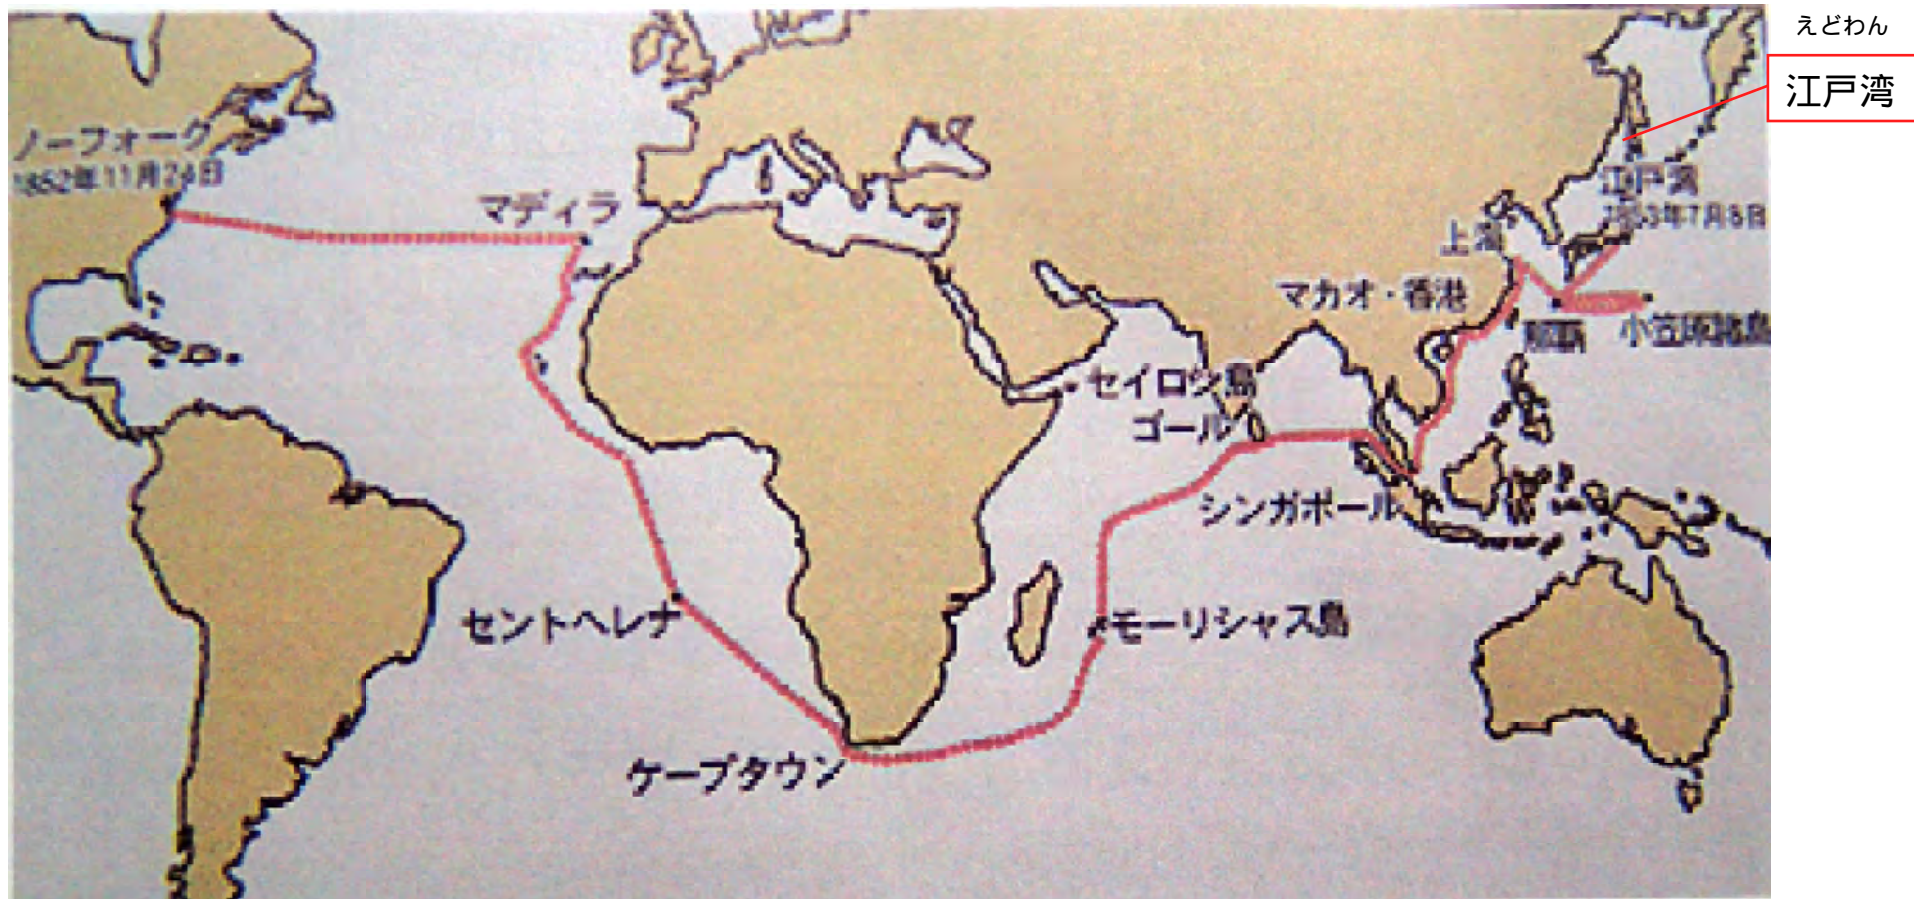 えどわん
江戸湾
ノーフォーク
1852年11月24日
マディラ
江戸湾
1853年7月8日
上海
マカオ・香港
那覇
小笠原諸島
セイロン島
ゴール
シンガポール
セントヘレナ
モーリシャス島
ケープタウン